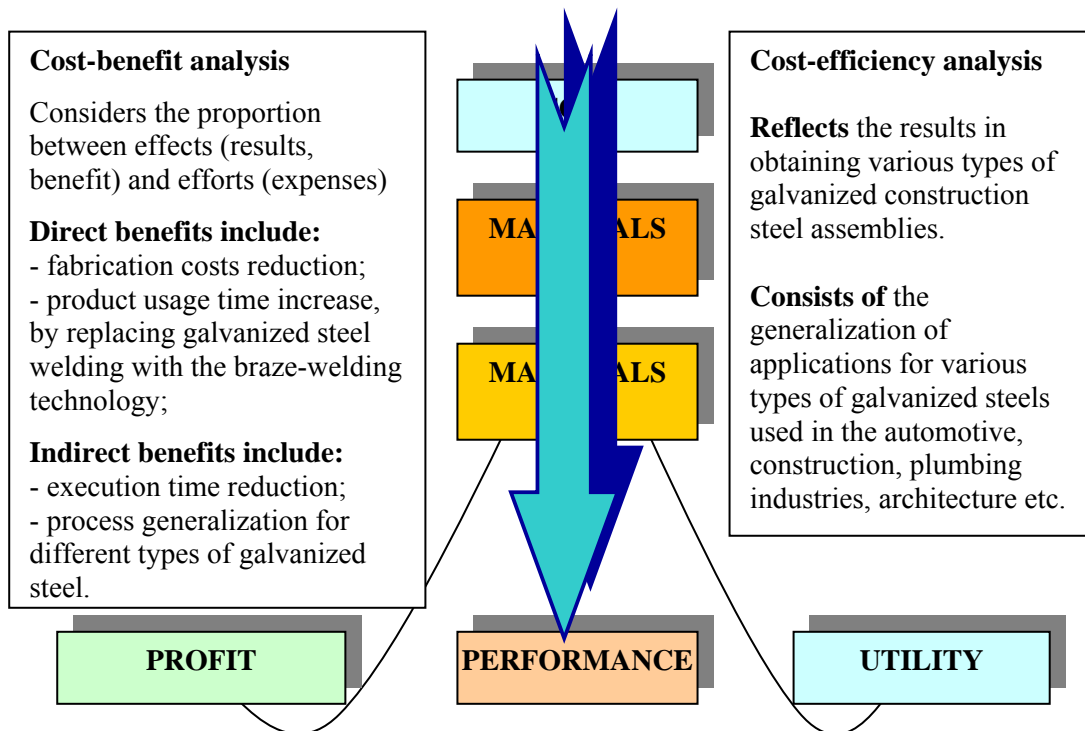 Cost-benefit analysis
Considers the proportion
between effects (results,
benefit) and efforts (expenses)
Direct benefits include:
- fabrication costs reduction;
- product usage time increase,
by replacing galvanized steel
welding with the braze-welding
technology;
Indirect benefits include:
- execution time reduction;
- process generalization for
different types of galvanized
steel.
MA ALS
MA ALS
Cost-efficiency analysis
Reflects the results in
obtaining various types of
galvanized construction
steel assemblies.
Consists of the
generalization of
applications for various
types of galvanized steels
used in the automotive,
construction, plumbing
industries, architecture etc.
PROFIT
PERFORMANCE
UTILITY